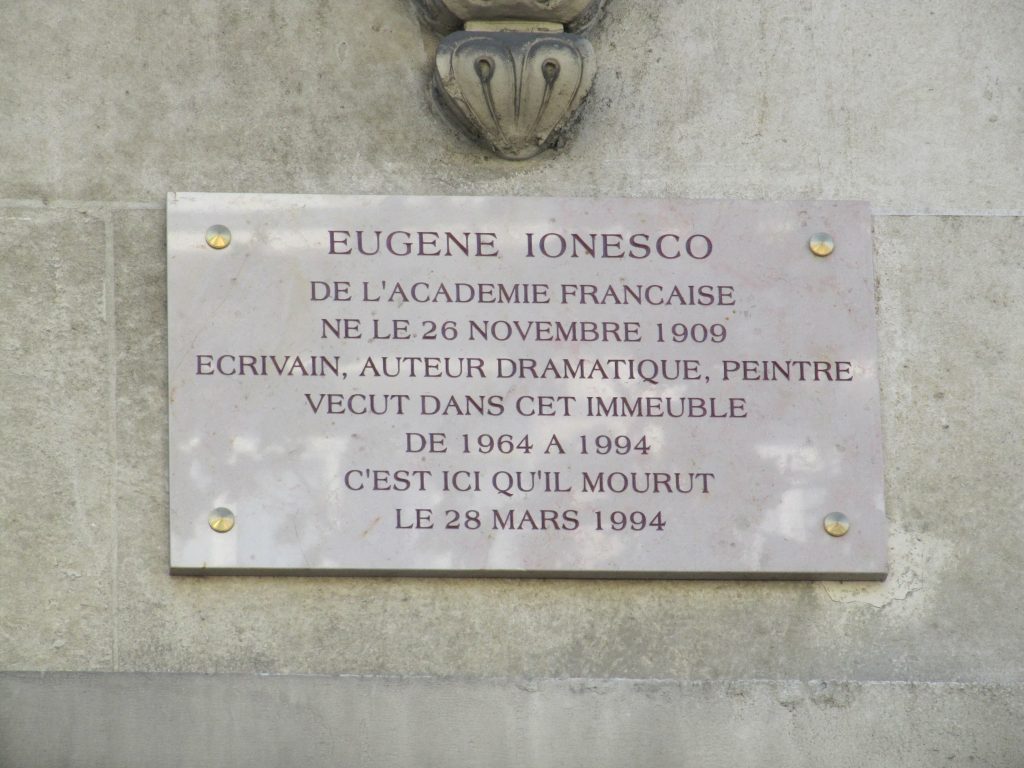 EUGENE IONESCO
DE L'ACADEMIE FRANCAISE
NE LE 26 NOVEMBRE 1909
ECRIVAIN, AUTEUR DRAMATIQUE, PEINTRE
VECUT DANS CET IMMEUBLE
DE 1964 A 1994
C'EST ICI QU'IL MOURUT
LE 28 MARS 1994